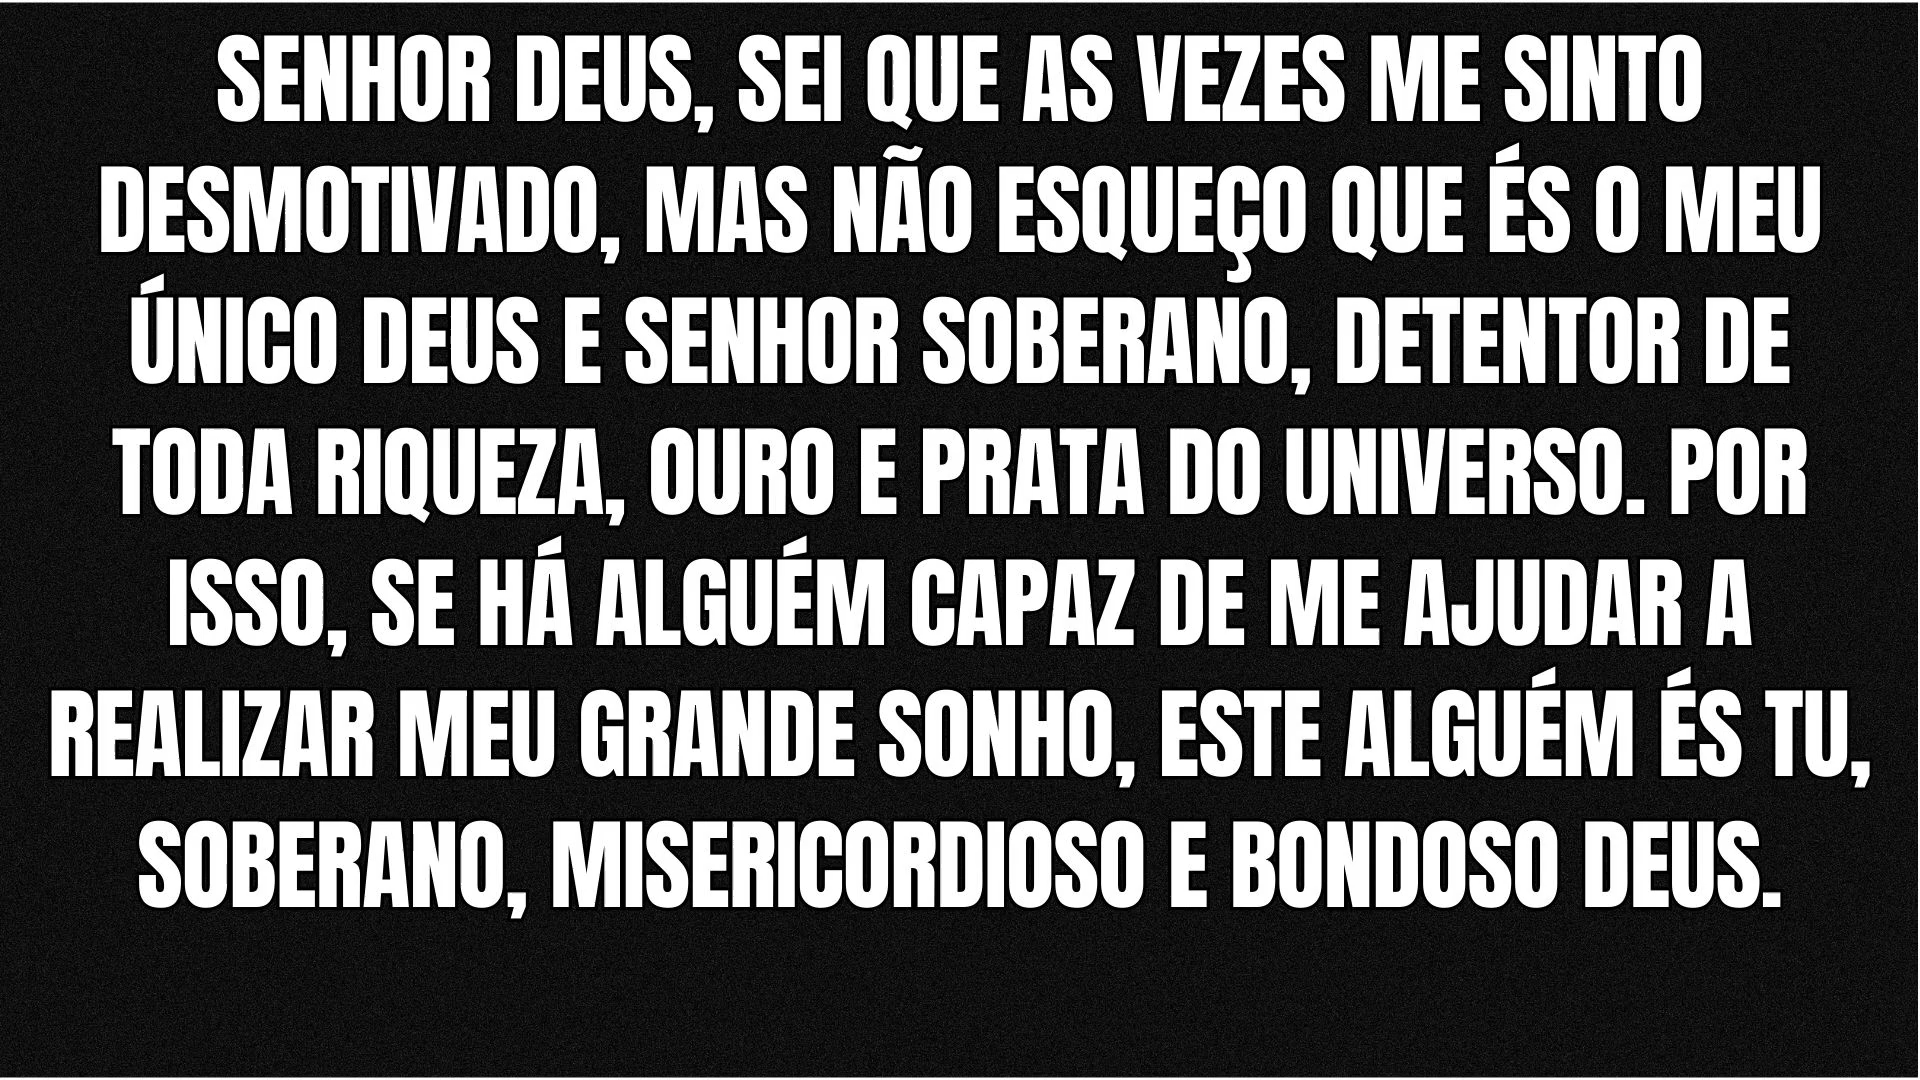 SENHOR DEUS, SEI QUE AS VEZES ME SINTO
DESMOTIVADO, MAS NÃO ESQUEÇO QUE ÉS O MEU
ÚNICO DEUS E SENHOR SOBERANO, DETENTOR DE
TODA RIQUEZA, OURO E PRATA DO UNIVERSO. POR
ISSO, SE HÁ ALGUÉM CAPAZ DE ME AJUDAR A
REALIZAR MEU GRANDE SONHO, ESTE ALGUÉM ÉS TU,
SOBERANO, MISERICORDIOSO E BONDOSO DEUS.